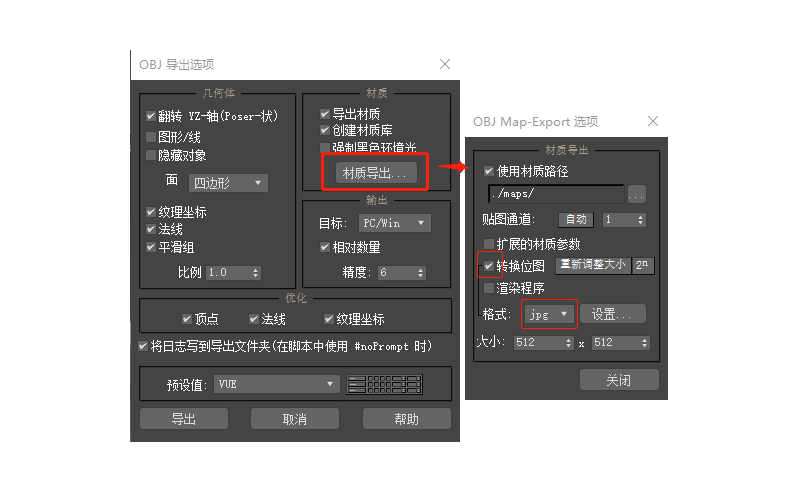 OBJ 导出选项
几何体
翻转 YZ-轴(Poser-状)
图形/线
隐藏对象
面 四边形
纹理坐标
法线
平滑组
比例 1.0
材质
导出材质
创建材质库
强制黑色环境光
材质导出...
输出
目标: PC/Win
相对数量
精度: 6
优化
顶点 法线 纹理坐标
将日志写到导出文件夹(在脚本中使用 #noPrompt 时)
预设值: VUE
导出 取消 帮助
OBJ Map-Export 选项
材质导出
使用材质路径
./maps/ ...
贴图通道: 自动 1
扩展的材质参数
转换位图 重新调整大小 2ⁿ
渲染程序
格式: jpg 设置...
大小: 512 x 512
关闭